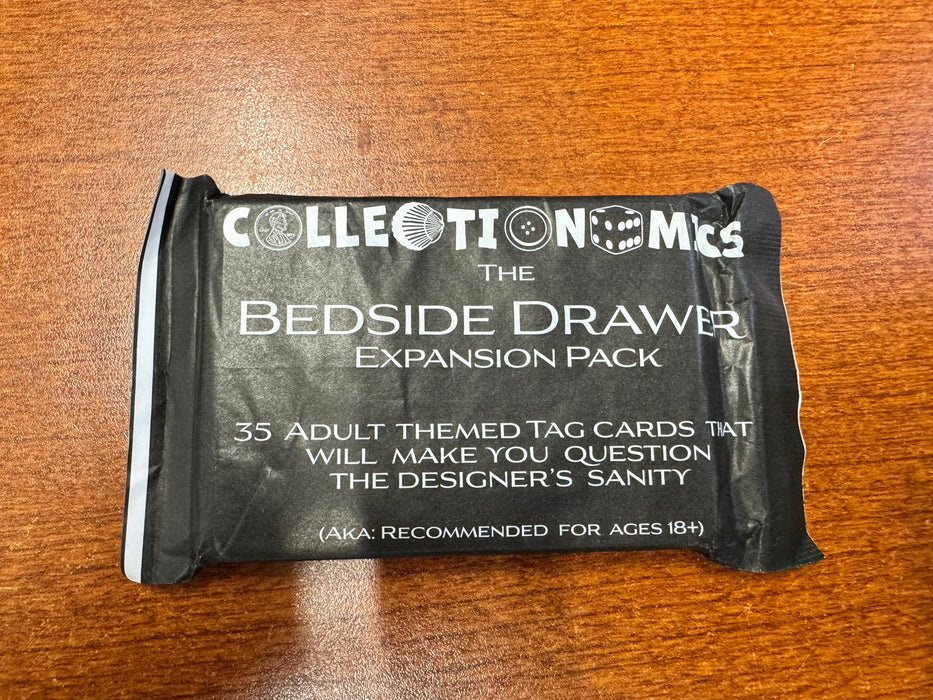 COLLECTIONOMICS
THE
BEDSIDE DRAWER
EXPANSION PACK
35 ADULT THEMED TAG CARDS THAT
WILL MAKE YOU QUESTION
THE DESIGNER'S SANITY
(AKA: RECOMMENDED FOR AGES 18+)